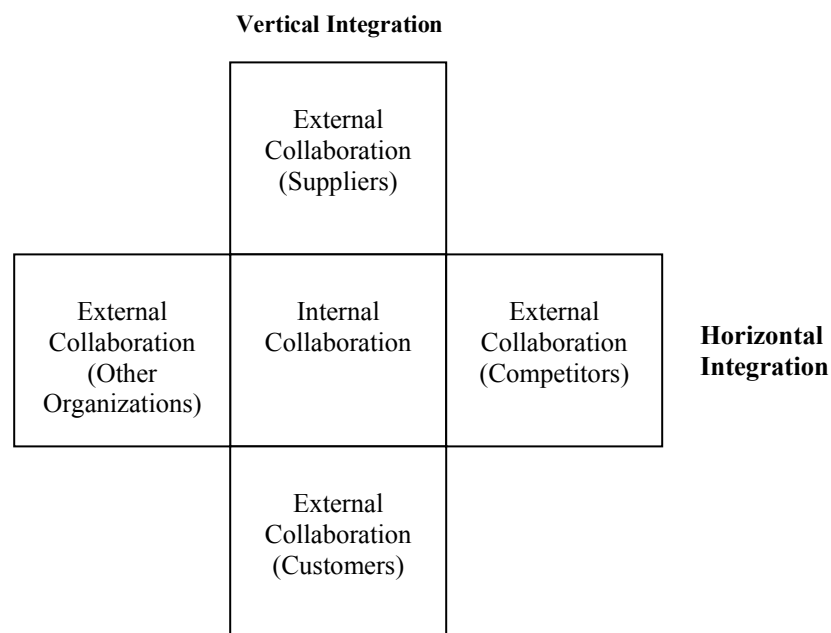 Vertical Integration
External
Collaboration
(Suppliers)
External
Collaboration
(Other
Organizations)
Internal
Collaboration
External
Collaboration
(Competitors)
Horizontal
Integration
External
Collaboration
(Customers)